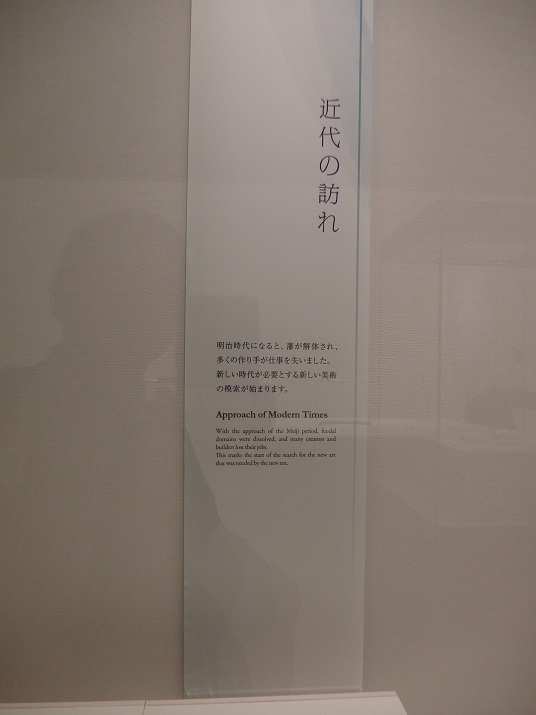 近代の訪れ
明治時代になると、藩が解体され、
多くの作り手が仕事を失いました。
新しい時代が必要とする新しい美術
の模索が始まります。
Approach of Modern Times
With the approach of the Meiji period, feudal
domains were dissolved, and many creators and
builders lost their jobs.
This marks the start of the search for the new art
that was needed by the new era.